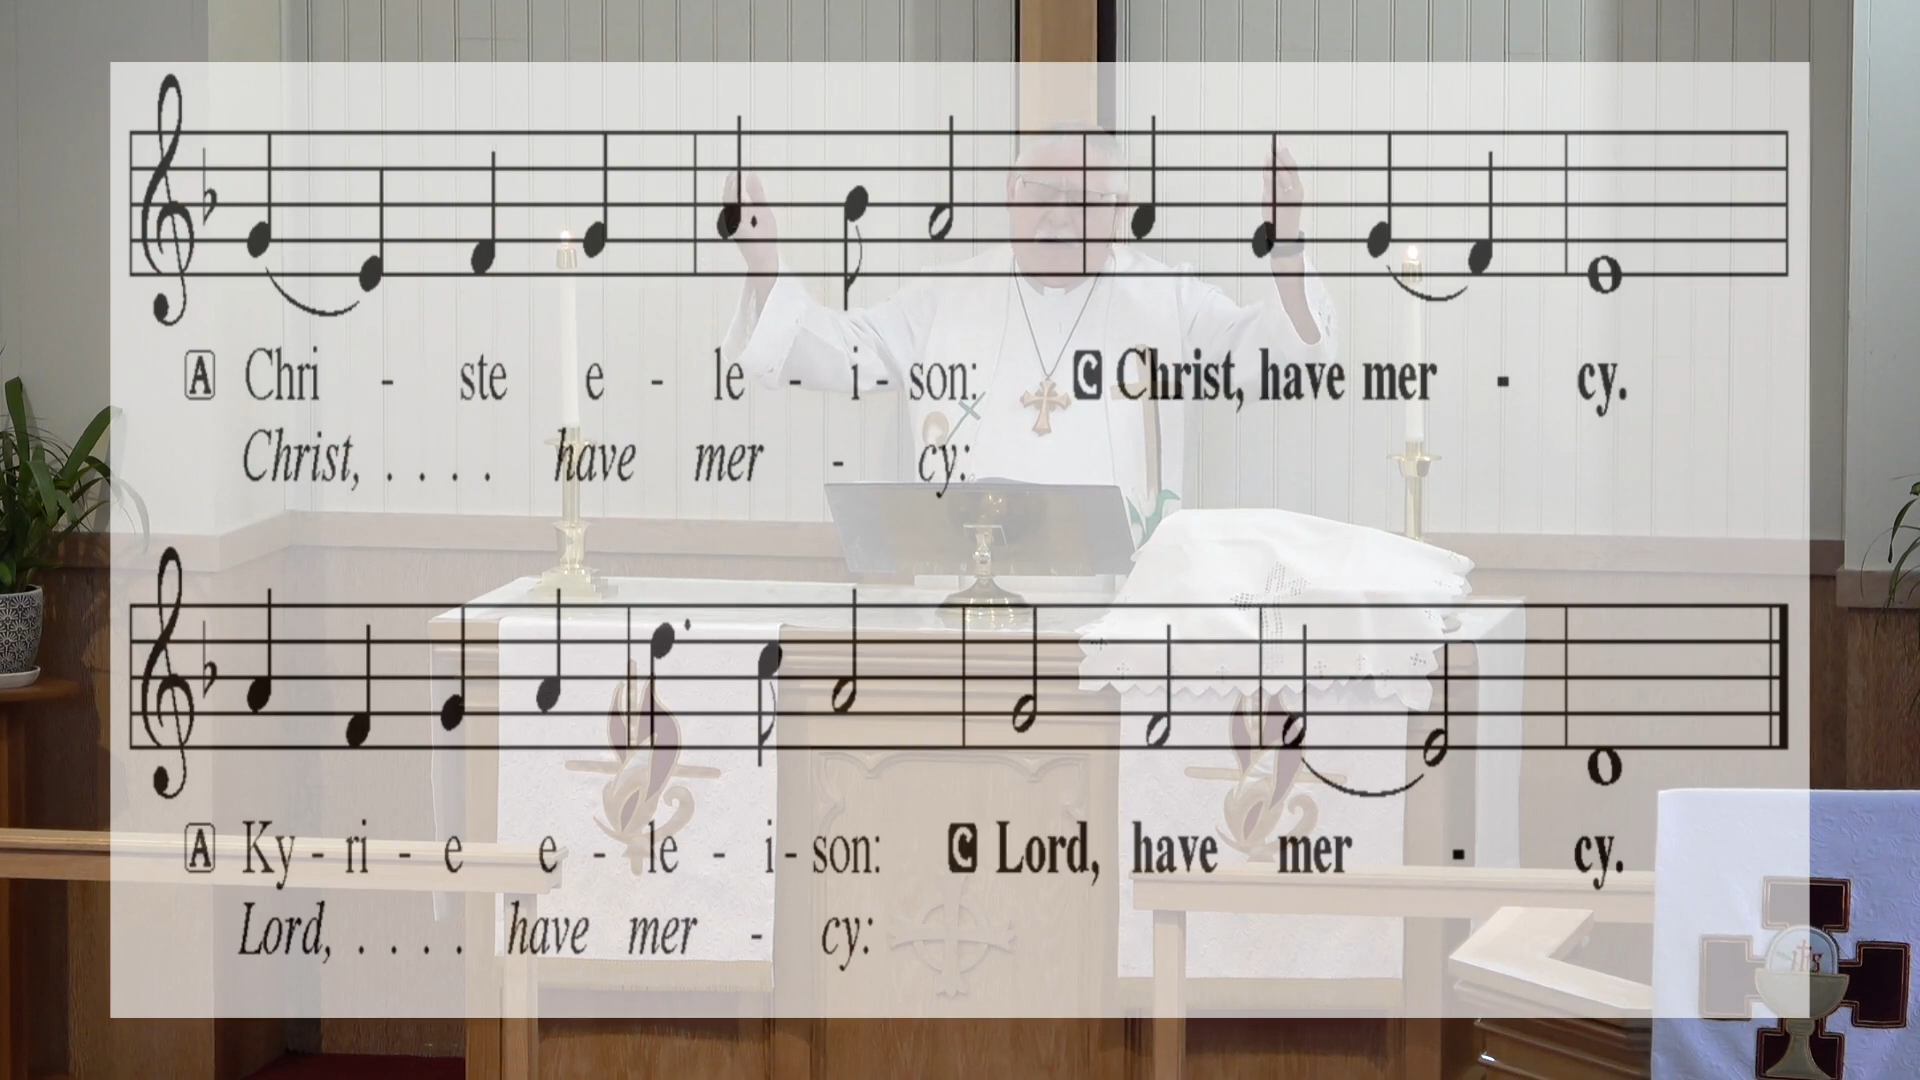 A Chri - ste e - le - i - son: C Christ, have mer - cy.
Christ, . . . . have mer - cy:
A Ky - ri - e e - le - i - son: C Lord, have mer - cy.
Lord, . . . . have mer - cy:
ihs